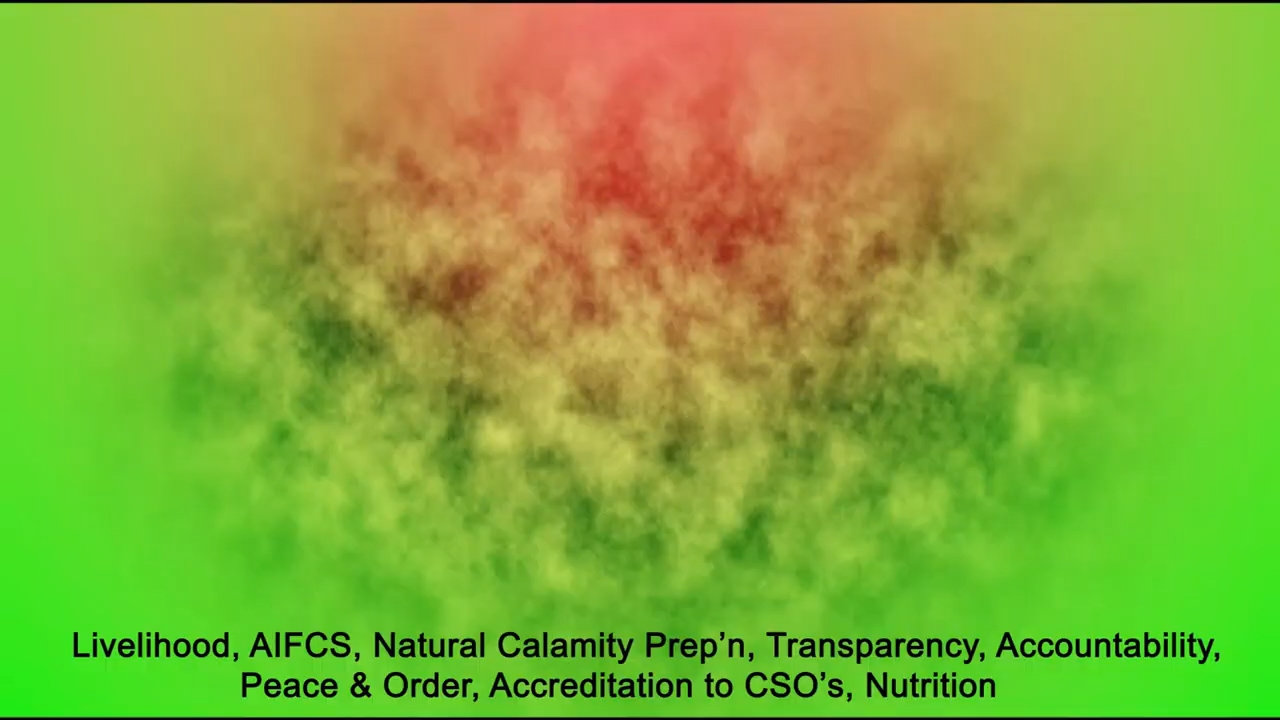 Livelihood, AIFCS, Natural Calamity Prep’n, Transparency, Accountability,
Peace & Order, Accreditation to CSO’s, Nutrition